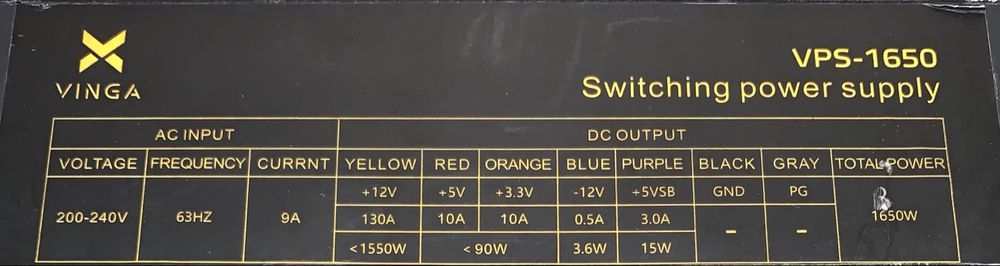 VINGA
VPS-1650
Switching power supply
AC INPUT DC OUTPUT
VOLTAGE FREQUENCY CURRNT YELLOW RED ORANGE BLUE PURPLE BLACK GRAY TOTAL POWER
+12V +5V +3.3V -12V +5VSB GND PG
200-240V 63HZ 9A 130A 10A 10A 0.5A 3.0A - - 1650W
<1550W < 90W 3.6W 15W